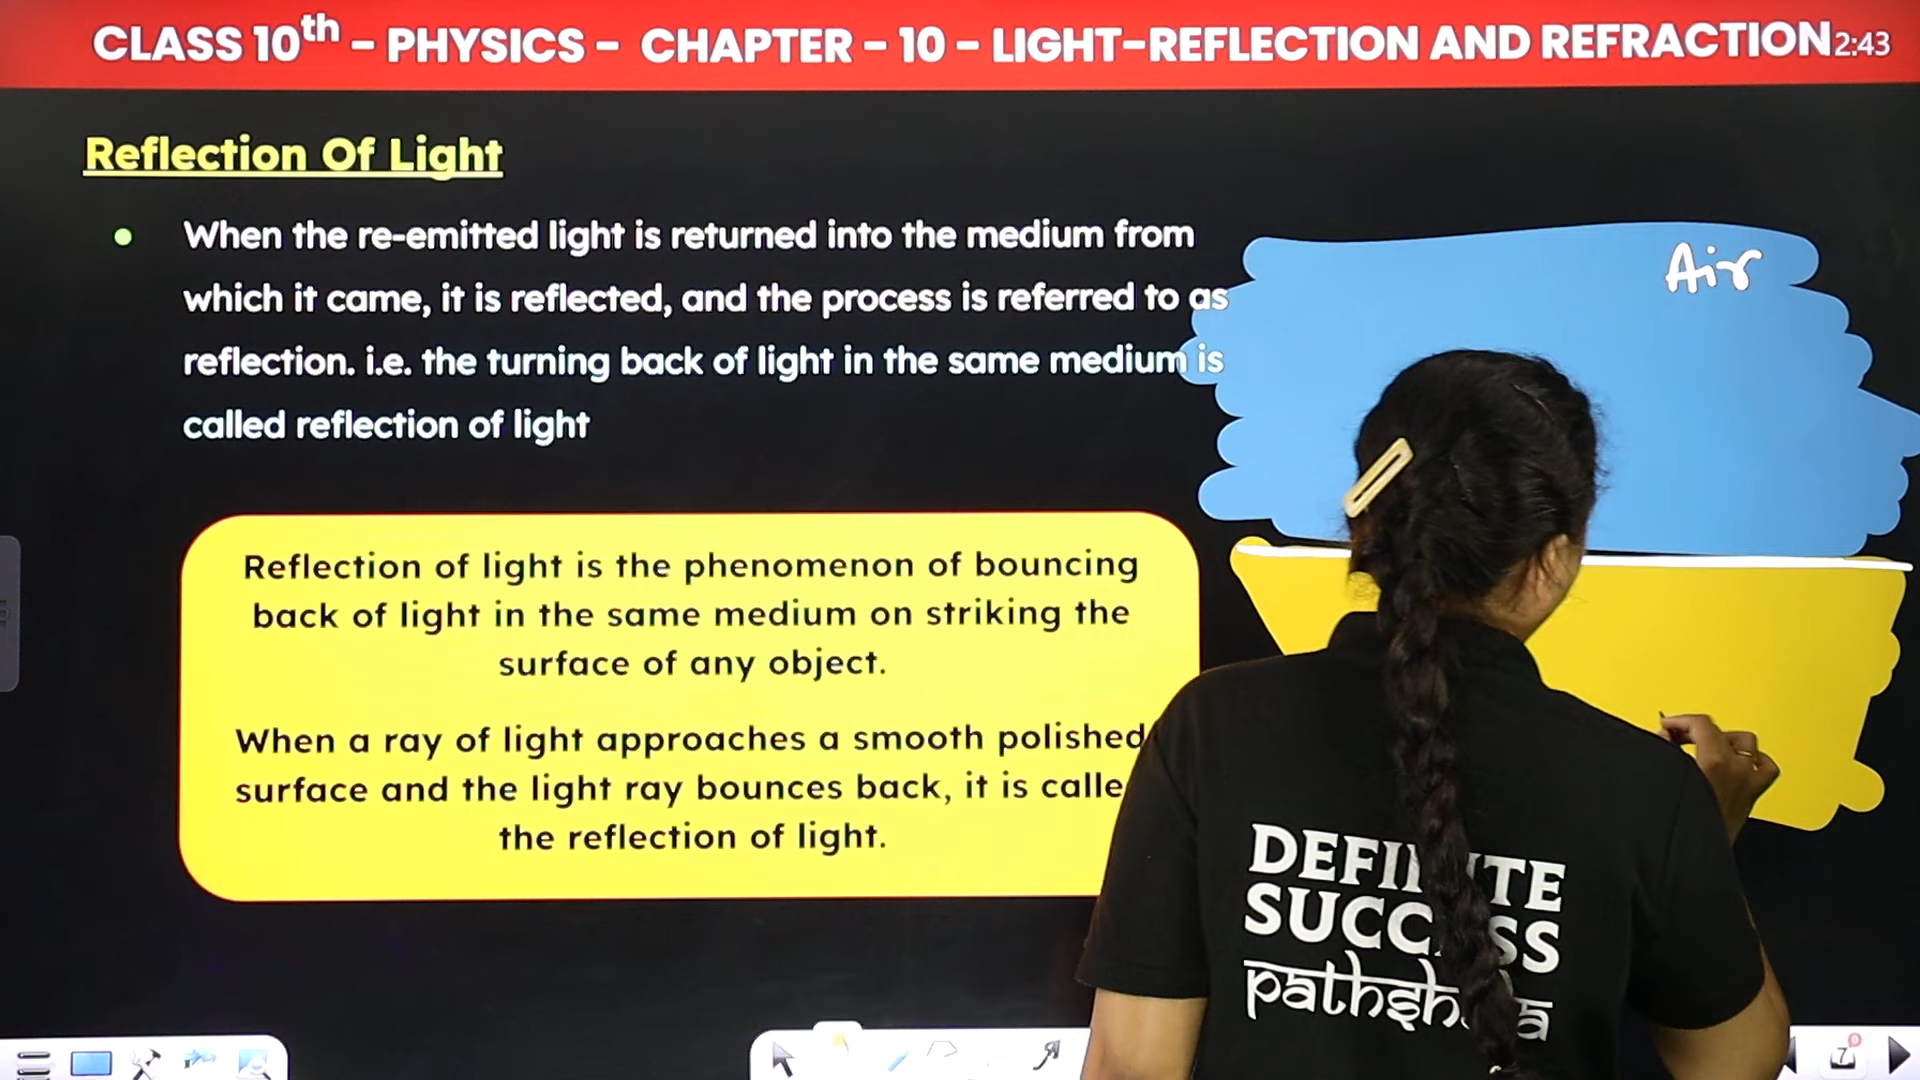 CLASS 10th - PHYSICS - CHAPTER - 10 - LIGHT-REFLECTION AND REFRACTION 2:43
Reflection Of Light
• When the re-emitted light is returned into the medium from
which it came, it is reflected, and the process is referred to as
reflection. i.e. the turning back of light in the same medium is
called reflection of light
Air
Reflection of light is the phenomenon of bouncing
back of light in the same medium on striking the
surface of any object.
When a ray of light approaches a smooth polished
surface and the light ray bounces back, it is calle
the reflection of light.
SUCC SS
7